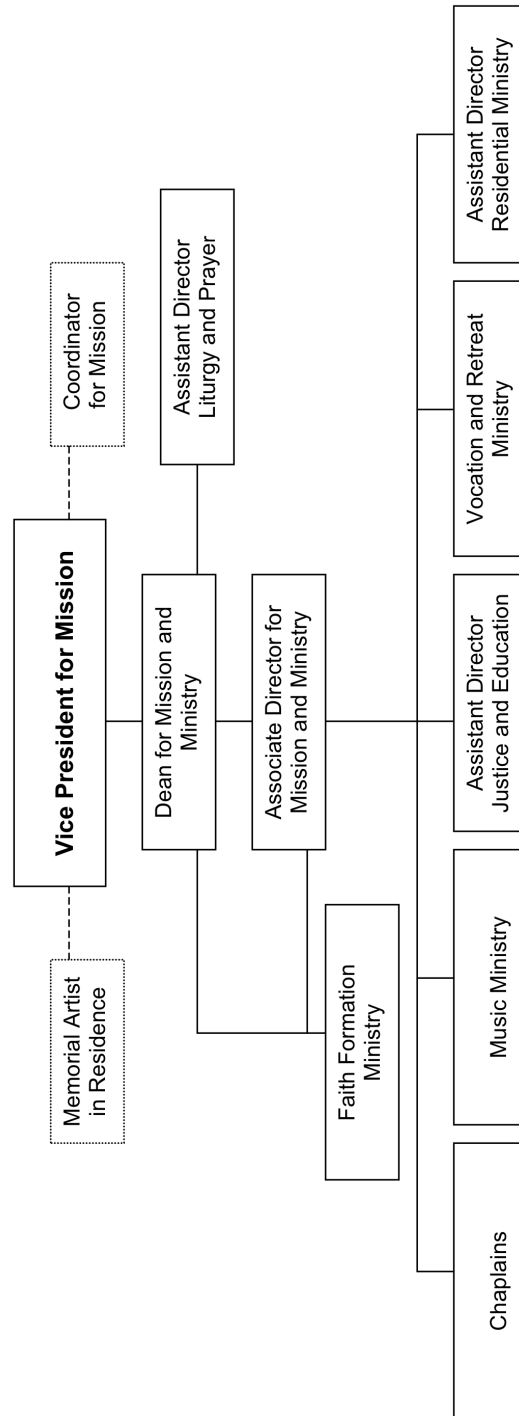 Vice President for Mission
Memorial Artist
in Residence
Coordinator
for Mission
Dean for Mission and
Ministry
Assistant Director
Liturgy and Prayer
Associate Director for
Mission and Ministry
Faith Formation
Ministry
Chaplains
Music Ministry
Assistant Director
Justice and Education
Vocation and Retreat
Ministry
Assistant Director
Residential Ministry